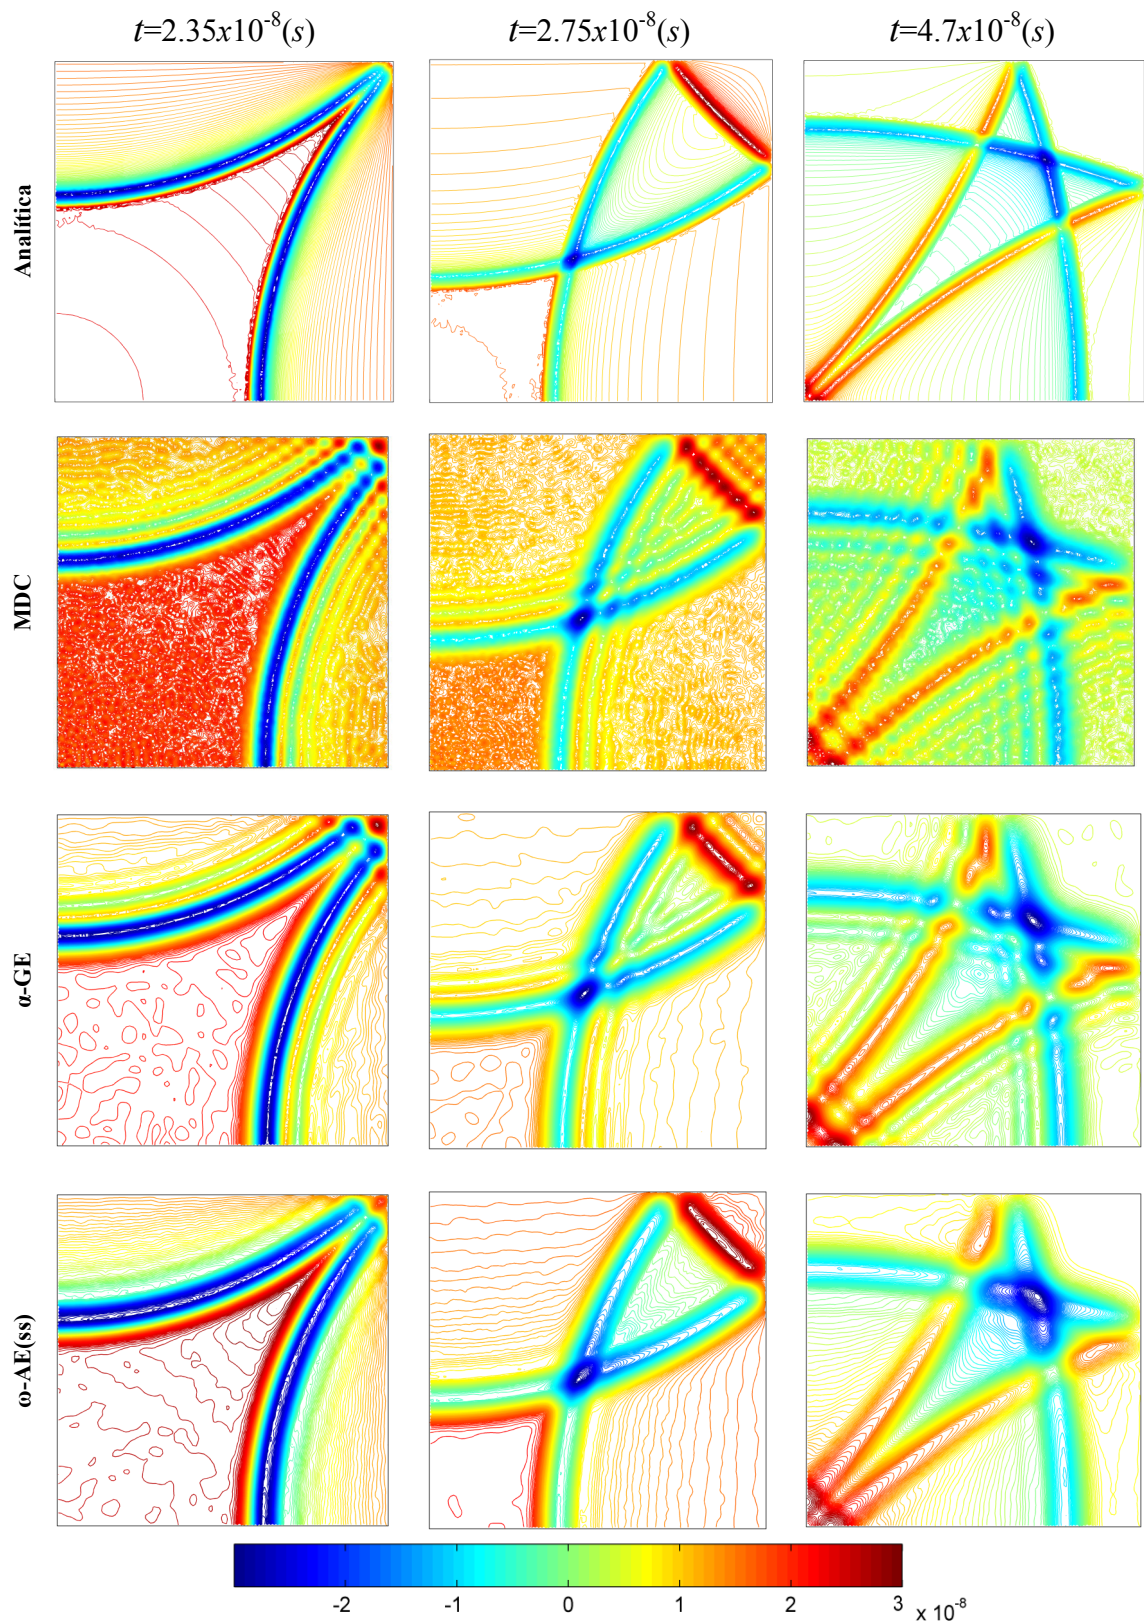 t=2.35x10⁻⁸(s) t=2.75x10⁻⁸(s) t=4.7x10⁻⁸(s)
Analítica
MDC
α-GE
ω-AE(ss)
-2 -1 0 1 2 3 x 10⁻⁸